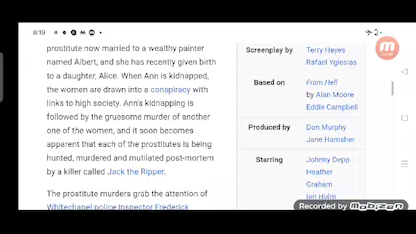 8:19
prostitute now married to a wealthy painter
named Albert, and she has recently given birth
to a daughter, Alice. When Ann is kidnapped,
the women are drawn into a conspiracy with
links to high society. Ann's kidnapping is
followed by the gruesome murder of another
one of the women, and it soon becomes
apparent that each of the prostitutes is being
hunted, murdered and mutilated post-mortem
by a killer called Jack the Ripper.
The prostitute murders grab the attention of
Whitechapel police Inspector Frederick
Screenplay by Terry Hayes
Rafael Yglesias
Based on From Hell
by Alan Moore
Eddie Campbell
Produced by Don Murphy
Jane Hamsher
Starring Johnny Depp
Heather
Graham
Ian Holm
Recorded by Mobizen